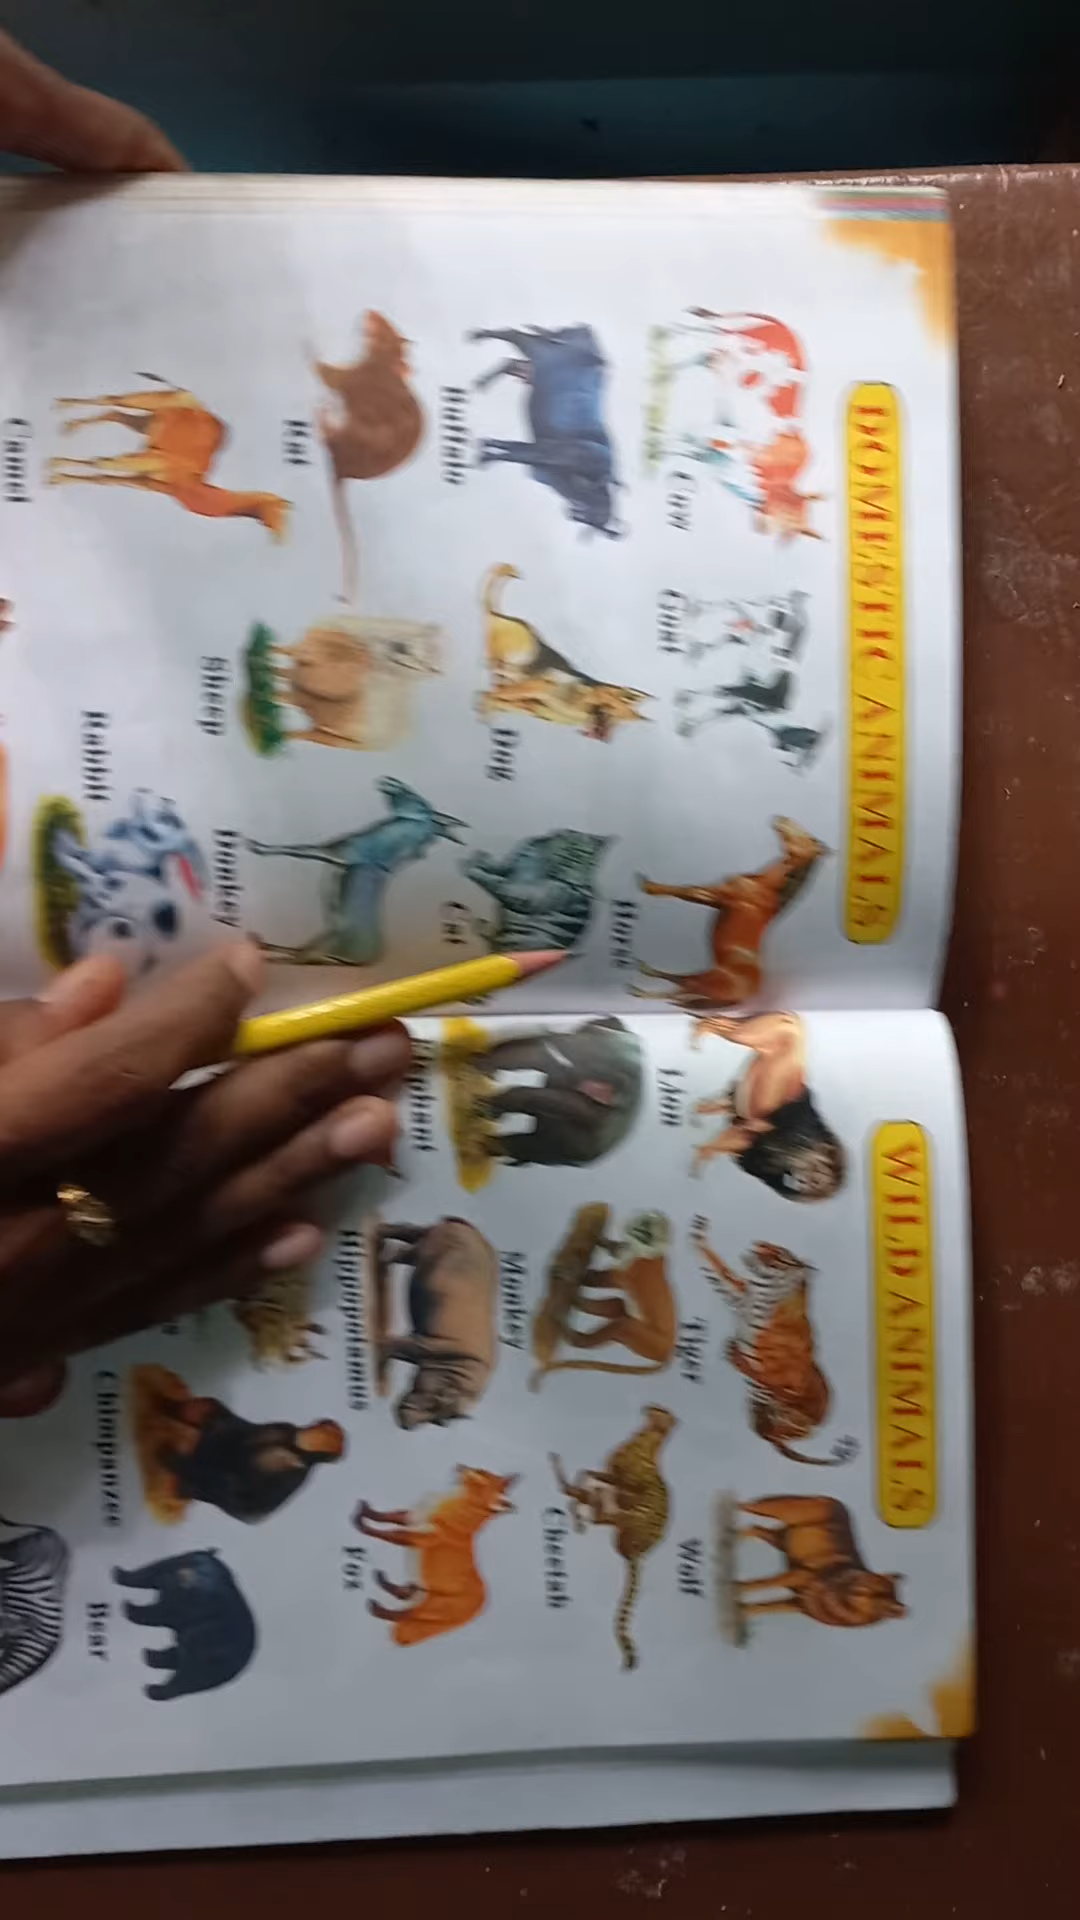 DOMESTIC ANIMALS
Cow
Goat
Horse
Buffalo
Dog
Cat
Rat
Sheep
Donkey
Camel
Rabbit
WILD ANIMALS
Lion
Tiger
Wolf
Monkey
Cheetah
Hippopotamus
Fox
Chimpanzee
Bear